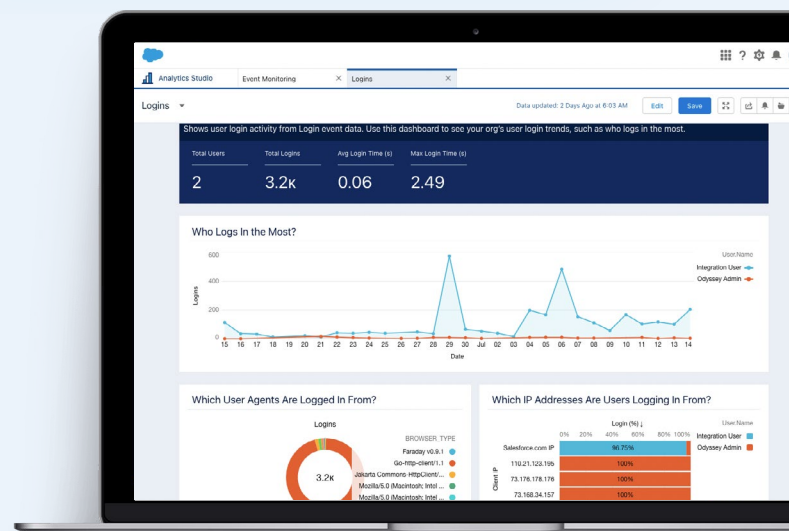 Analytics Studio
Event Monitoring
Logins
Logins
Data updated: 2 Days Ago at 6:03 AM
Edit
Save
Shows user login activity from Login event data. Use this dashboard to see your org's user login trends, such as who logs in the most.
Total Users
Total Logins
Avg Login Time (s)
Max Login Time (s)
2
3.2K
0.06
2.49
Who Logs In the Most?
User.Name
Integration User
Odyssey Admin
600
400
200
0
Logins
15 16 17 18 19 20 21 22 23 24 25 26 27 28 29 30 Jul 02 03 04 05 06 07 08 09 10 11 12 13 14
Date
Which User Agents Are Logged In From?
Logins
BROWSER TYPE
Faraday v0.9.1
Go-http-client/1.1
Jakarta Commons-HttpClient/...
Mozilla/5.0 (Macintosh; Intel ...
Mozilla/5.0 (Macintosh; Intel ...
3.2K
Which IP Addresses Are Users Logging In From?
Login (%) ↓
0% 20% 40% 60% 80% 100%
User.Name
Integration User
Odyssey Admin
Client IP
Salesforce.com IP
96.75%
110.21.123.195
100%
73.176.178.176
100%
73.168.34.157
100%